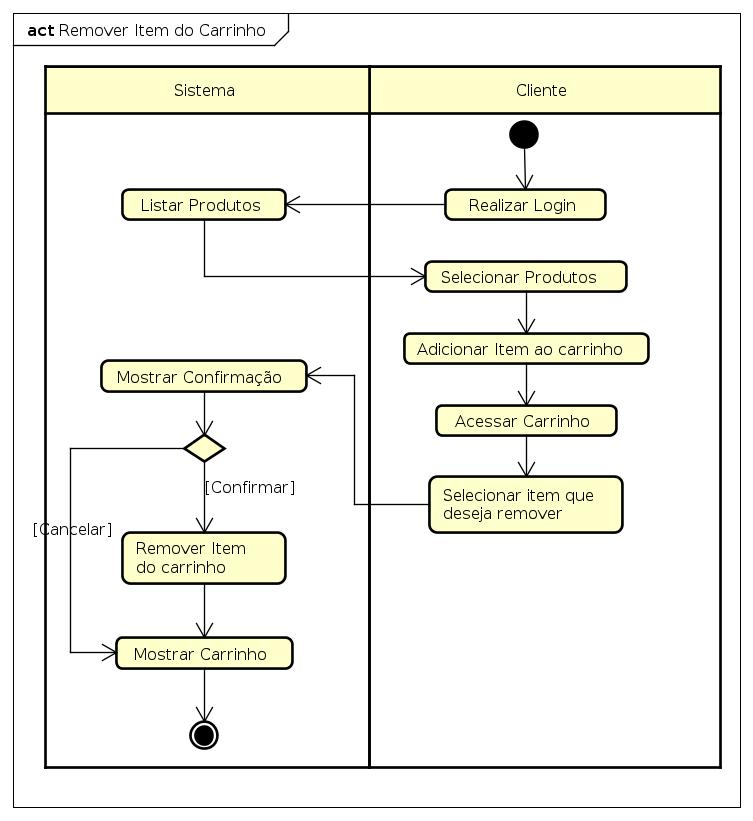 act Remover Item do Carrinho
Sistema
Cliente
Listar Produtos
Realizar Login
Selecionar Produtos
Adicionar Item ao carrinho
Mostrar Confirmação
Acessar Carrinho
[Confirmar]
Selecionar item que
deseja remover
[Cancelar]
Remover Item
do carrinho
Mostrar Carrinho